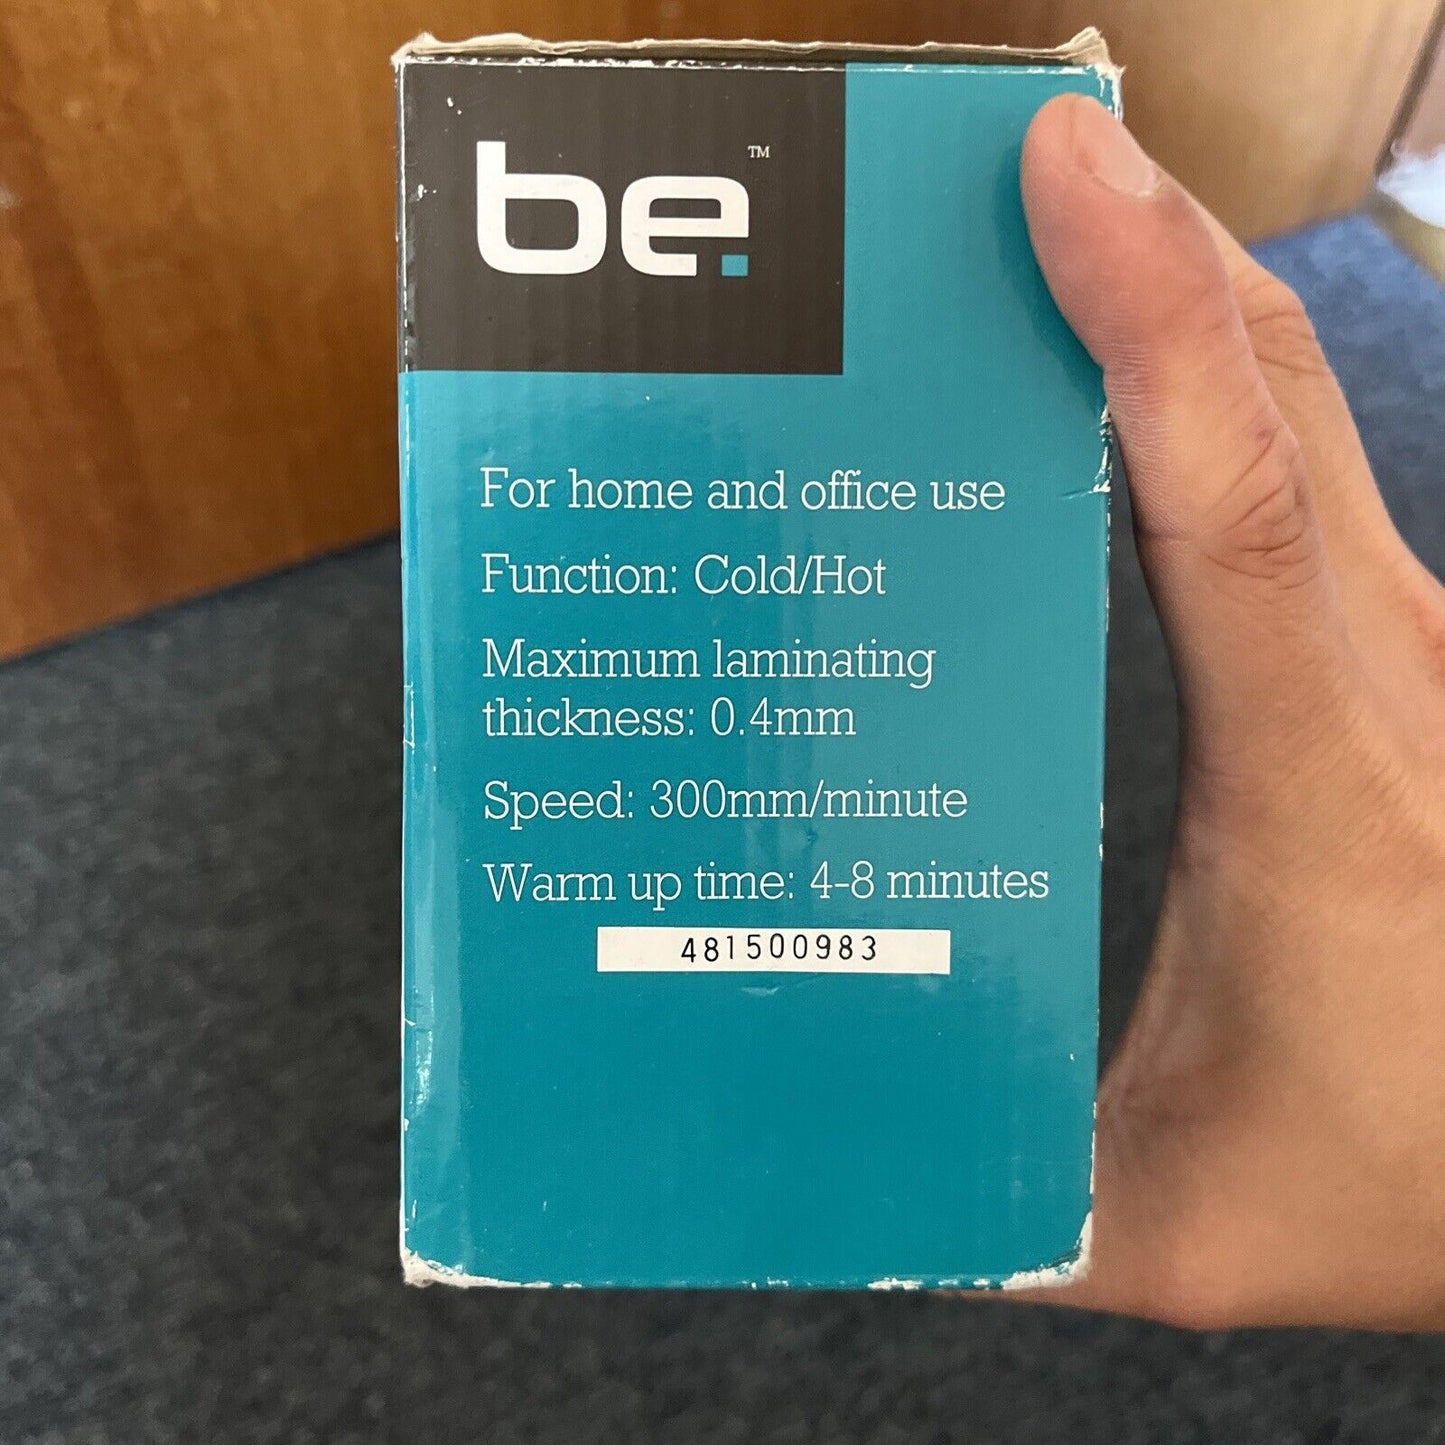 be.™
For home and office use
Function: Cold/Hot
Maximum laminating
thickness: 0.4mm
Speed: 300mm/minute
Warm up time: 4-8 minutes
481500983